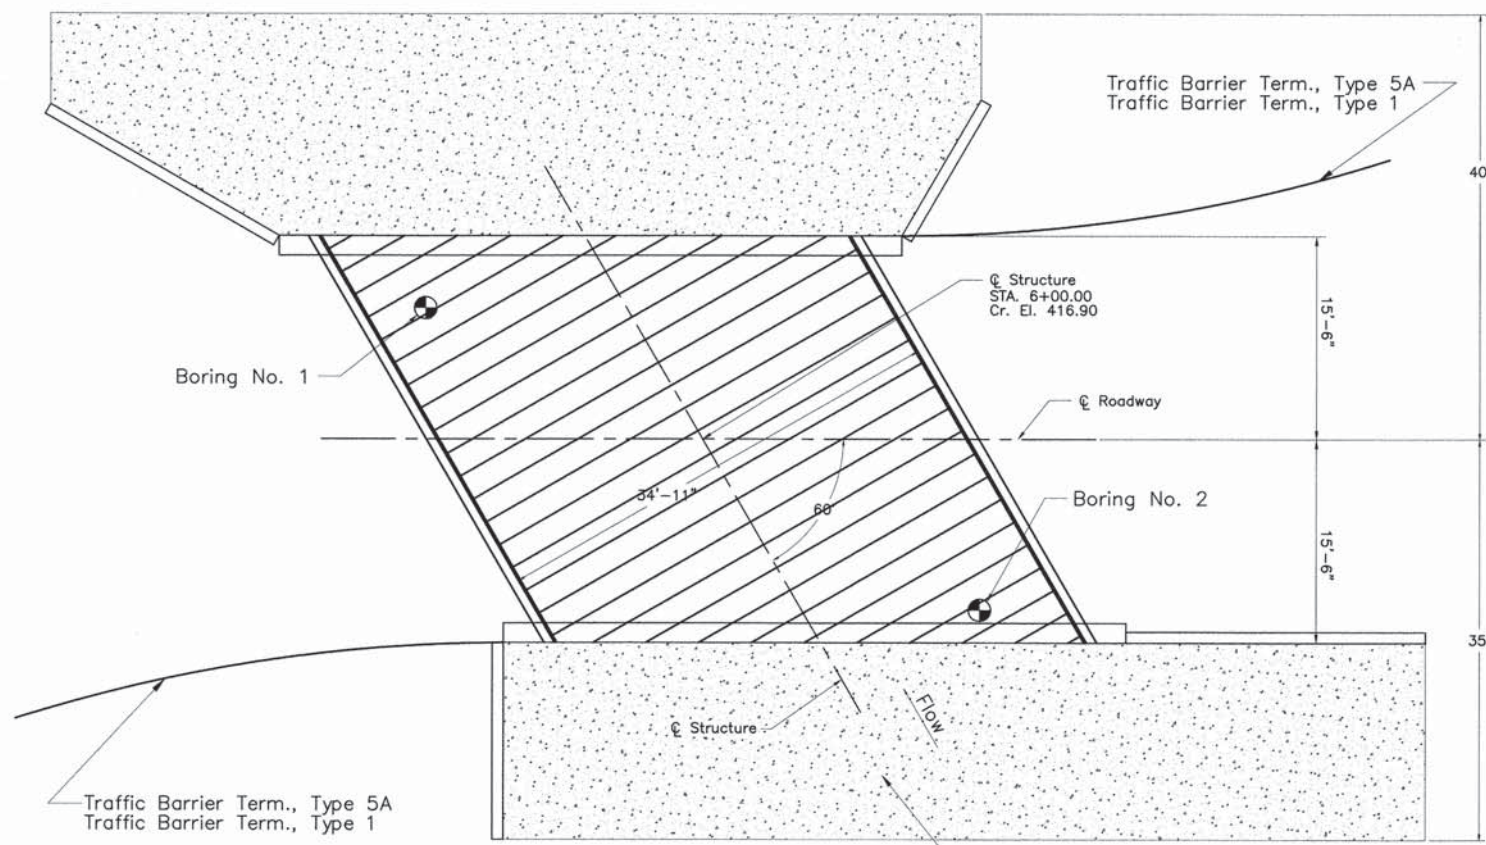 Traffic Barrier Term., Type 5A
Traffic Barrier Term., Type 1
40
℄ Structure
STA. 6+00.00
Cr. El. 416.90
15'-6"
Boring No. 1
℄ Roadway
34'-11"
60
Boring No. 2
15'-6"
35
Flow
℄ Structure
Traffic Barrier Term., Type 5A
Traffic Barrier Term., Type 1